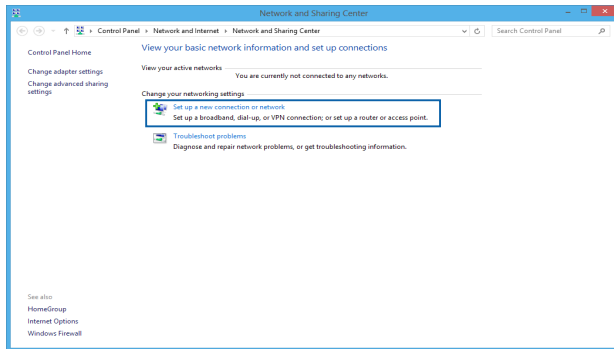 Network and Sharing Center
Control Panel ▸ Network and Internet ▸ Network and Sharing Center
Search Control Panel
Control Panel Home
Change adapter settings
Change advanced sharing
settings
View your basic network information and set up connections
View your active networks
You are currently not connected to any networks.
Change your networking settings
Set up a new connection or network
Set up a broadband, dial-up, or VPN connection; or set up a router or access point.
Troubleshoot problems
Diagnose and repair network problems, or get troubleshooting information.
See also
HomeGroup
Internet Options
Windows Firewall